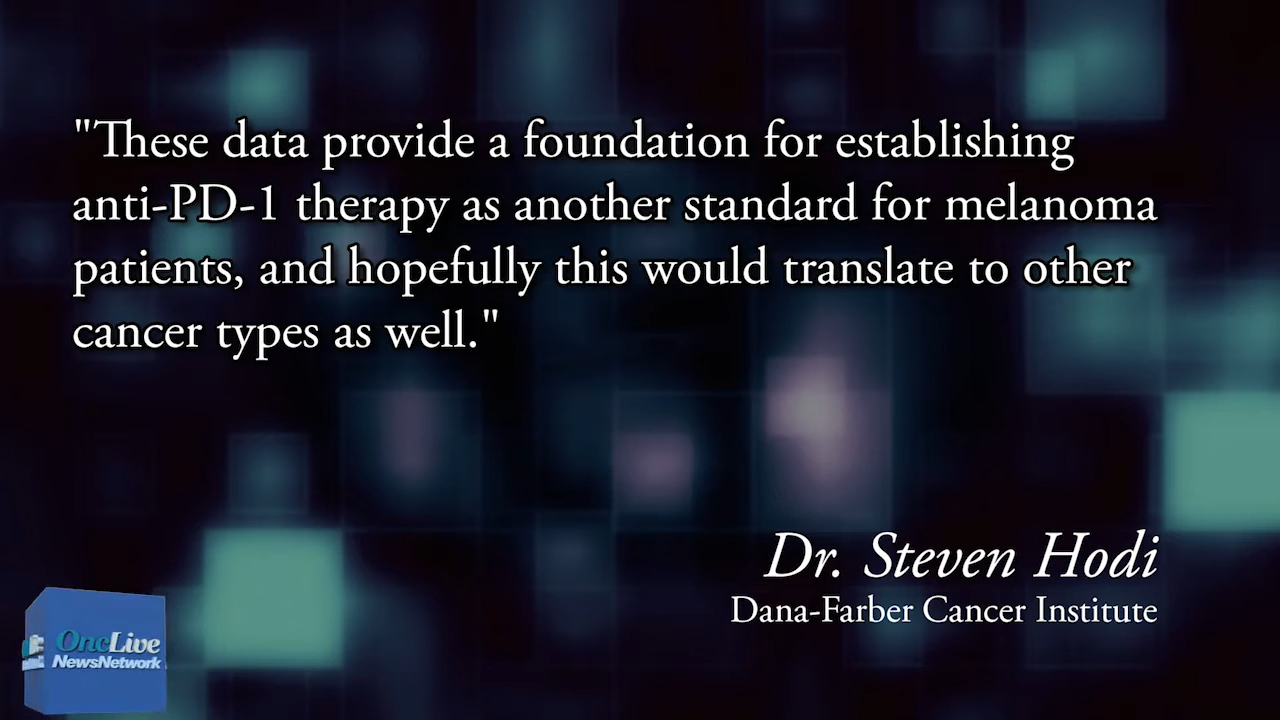 "These data provide a foundation for establishing
anti-PD-1 therapy as another standard for melanoma
patients, and hopefully this would translate to other
cancer types as well."
Dr. Steven Hodi
Dana-Farber Cancer Institute
OncLive
NewsNetwork